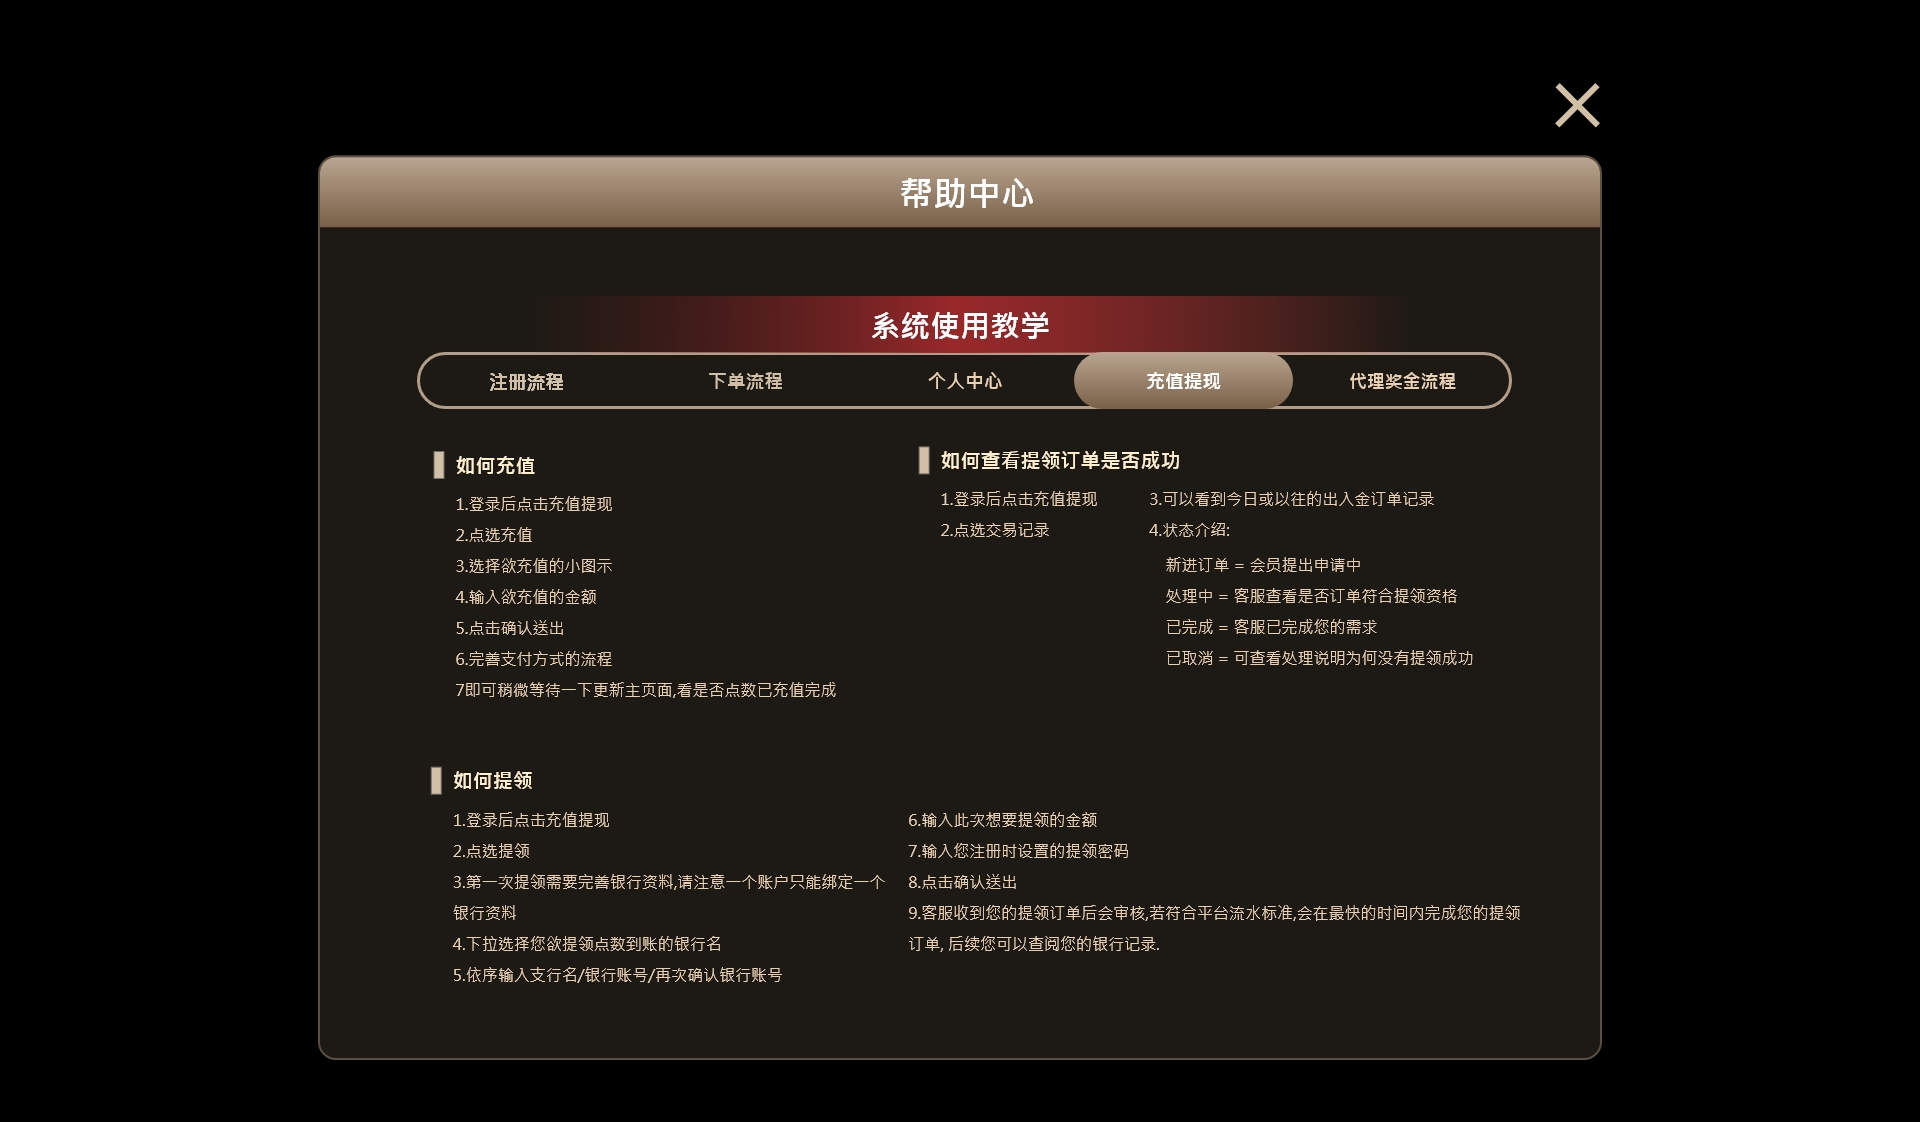 帮助中心
系统使用教学
注册流程
下单流程
个人中心
充值提现
代理奖金流程
如何充值
1.登录后点击充值提现
2.点选充值
3.选择欲充值的小图示
4.输入欲充值的金额
5.点击确认送出
6.完善支付方式的流程
7即可稍微等待一下更新主页面,看是否点数已充值完成
如何查看提领订单是否成功
1.登录后点击充值提现
2.点选交易记录
3.可以看到今日或以往的出入金订单记录
4.状态介绍:
新进订单 = 会员提出申请中
处理中 = 客服查看是否订单符合提领资格
已完成 = 客服已完成您的需求
已取消 = 可查看处理说明为何没有提领成功
如何提领
1.登录后点击充值提现
2.点选提领
3.第一次提领需要完善银行资料,请注意一个账户只能绑定一个
银行资料
4.下拉选择您欲提领点数到账的银行名
5.依序输入支行名/银行账号/再次确认银行账号
6.输入此次想要提领的金额
7.输入您注册时设置的提领密码
8.点击确认送出
9.客服收到您的提领订单后会审核,若符合平台流水标准,会在最快的时间内完成您的提领
订单, 后续您可以查阅您的银行记录.